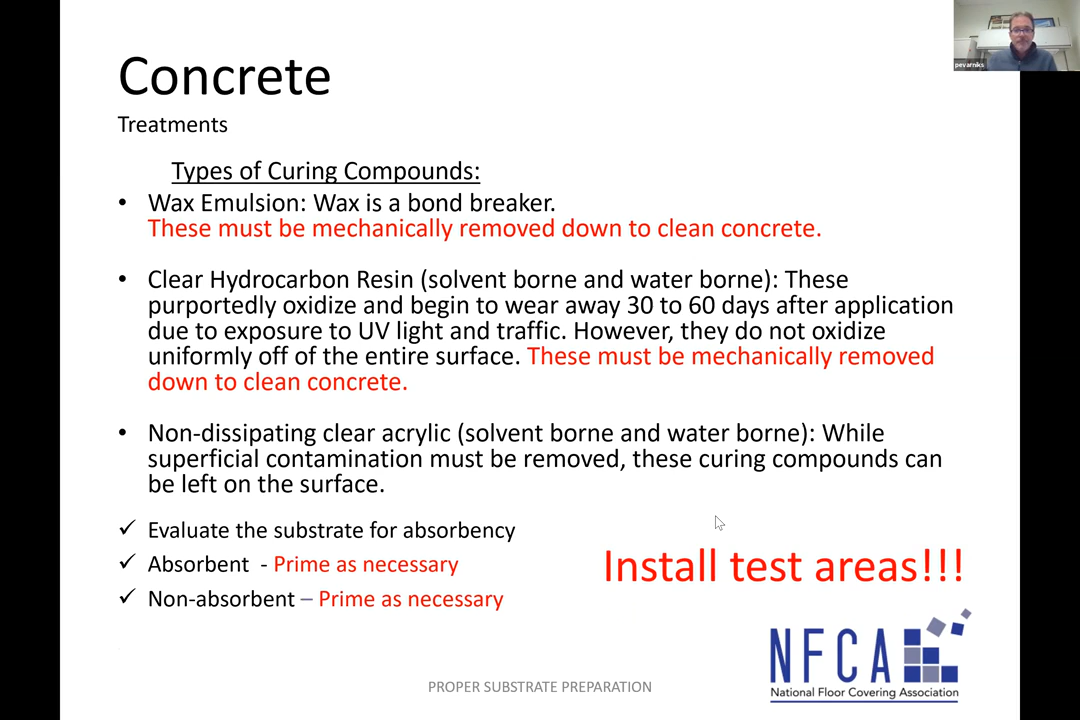 Concrete
Treatments
Types of Curing Compounds:
• Wax Emulsion: Wax is a bond breaker.
These must be mechanically removed down to clean concrete.
• Clear Hydrocarbon Resin (solvent borne and water borne): These
purportedly oxidize and begin to wear away 30 to 60 days after application
due to exposure to UV light and traffic. However, they do not oxidize
uniformly off of the entire surface. These must be mechanically removed
down to clean concrete.
• Non-dissipating clear acrylic (solvent borne and water borne): While
superficial contamination must be removed, these curing compounds can
be left on the surface.
✓ Evaluate the substrate for absorbency
✓ Absorbent - Prime as necessary
✓ Non-absorbent – Prime as necessary
Install test areas!!!
NFCA
National Floor Covering Association
PROPER SUBSTRATE PREPARATION
pevarniks